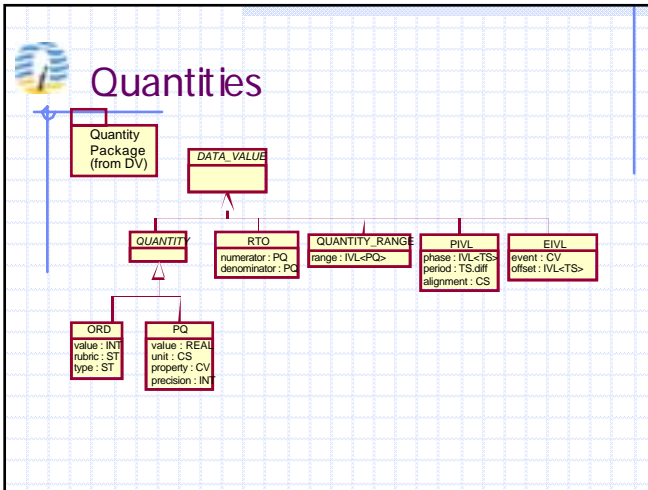 Quantities
Quantity
Package
(from DV)
DATA_VALUE
QUANTITY
RTO
numerator : PQ
denominator : PQ
QUANTITY_RANGE
range : IVL<PQ>
PIVL
phase : IVL<TS>
period : TS.diff
alignment : CS
EIVL
event : CV
offset : IVL<TS>
ORD
value : INT
rubric : ST
type : ST
PQ
value : REAL
unit : CS
property : CV
precision : INT